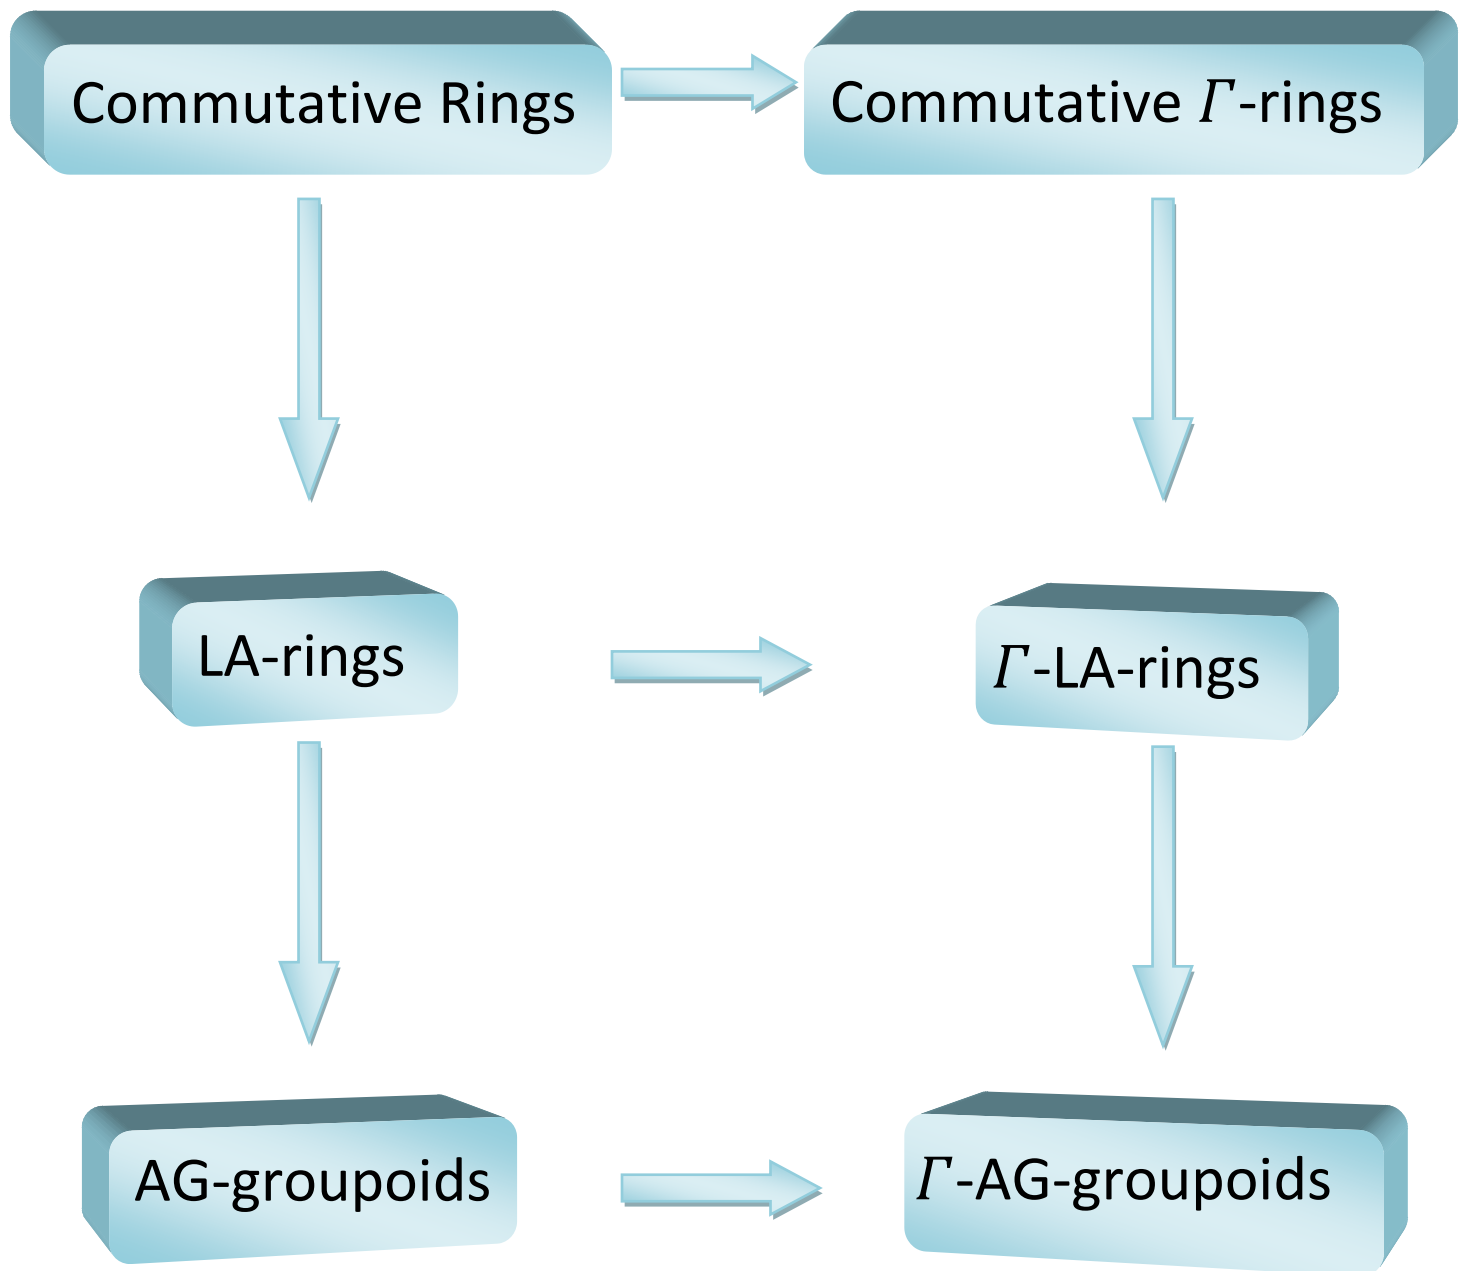 Commutative Rings
Commutative Γ-rings
LA-rings
Γ-LA-rings
AG-groupoids
Γ-AG-groupoids